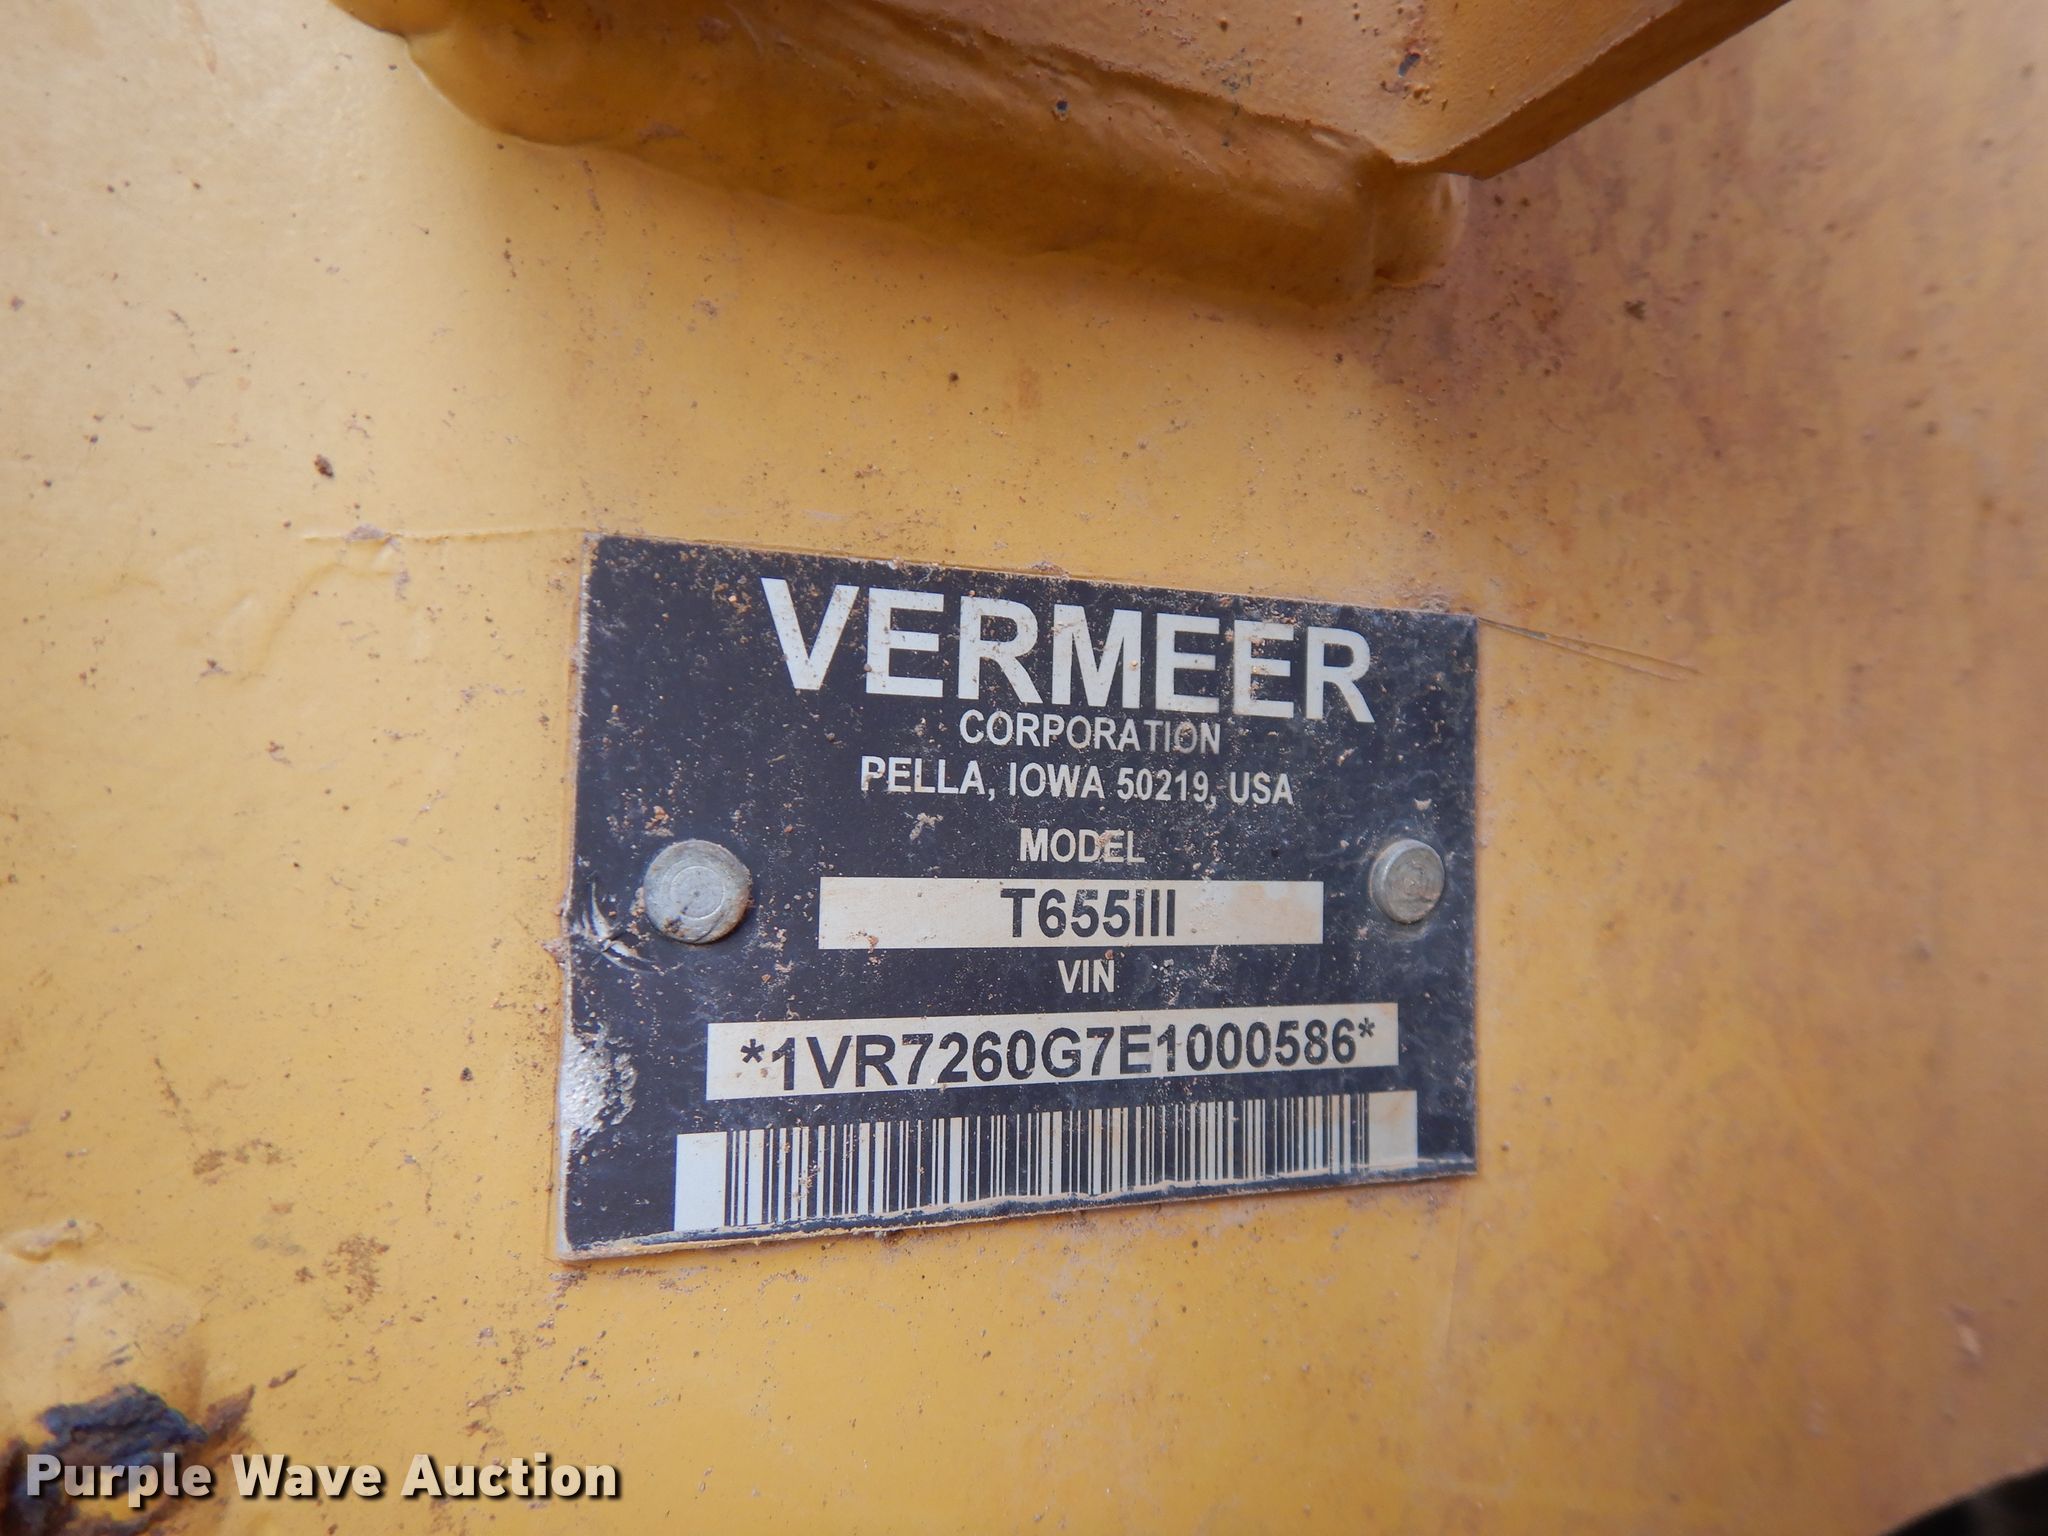 VERMEER
CORPORATION
PELLA, IOWA 50219, USA
MODEL
T655III
VIN
*1VR7260G7E1000586*
Purple Wave Auction